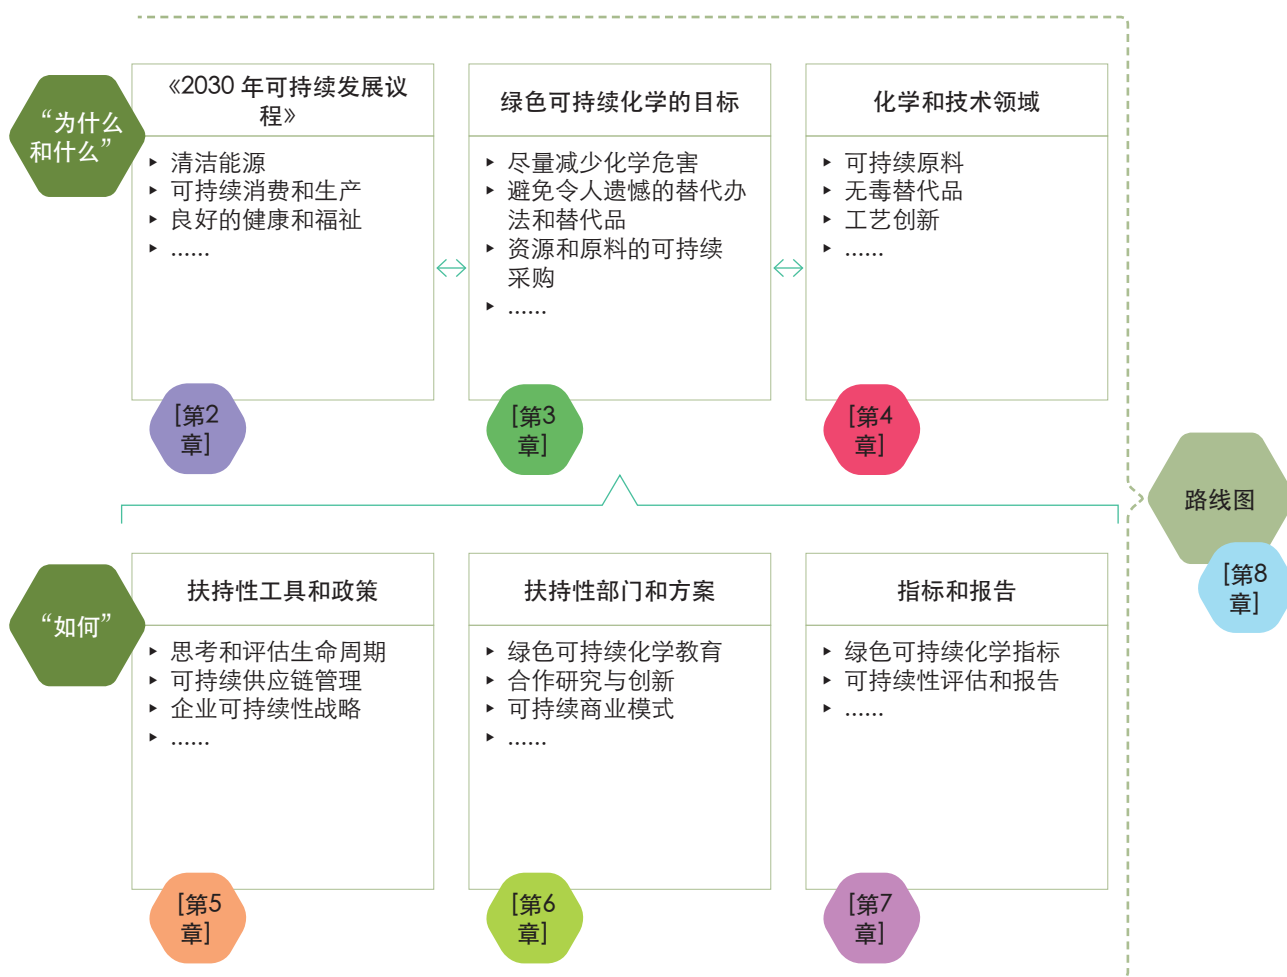 “为什么
和什么”
《2030 年可持续发展议
程》
清洁能源
可持续消费和生产
良好的健康和福祉
......
[第2
章]
绿色可持续化学的目标
尽量减少化学危害
避免令人遗憾的替代办
法和替代品
资源和原料的可持续
采购
......
[第3
章]
化学和技术领域
可持续原料
无毒替代品
工艺创新
......
[第4
章]
“如何”
扶持性工具和政策
思考和评估生命周期
可持续供应链管理
企业可持续性战略
......
[第5
章]
扶持性部门和方案
绿色可持续化学教育
合作研究与创新
可持续商业模式
......
[第6
章]
指标和报告
绿色可持续化学指标
可持续性评估和报告
......
[第7
章]
路线图
[第8
章]